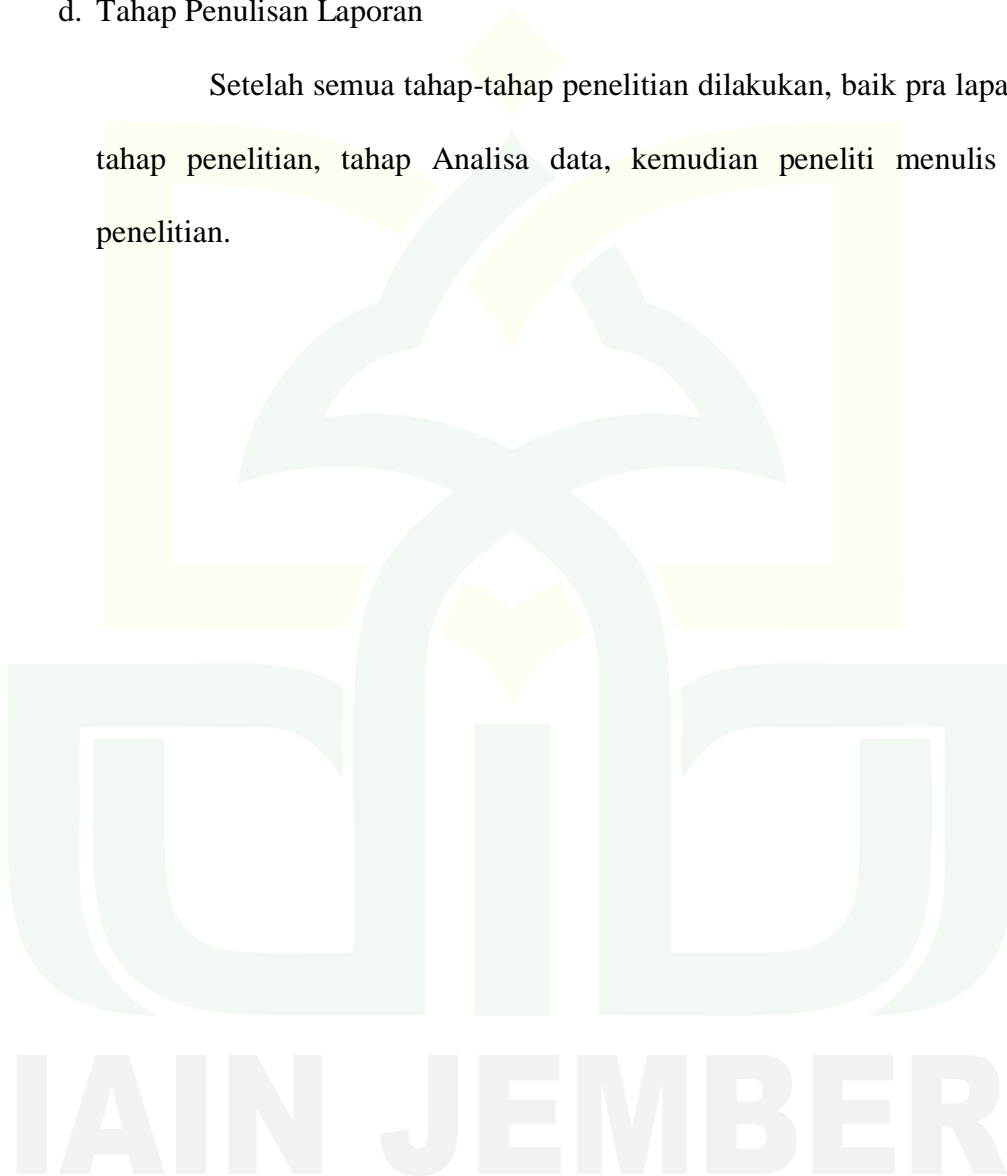 d. Tahap Penulisan Laporan
Setelah semua tahap-tahap penelitian dilakukan, baik pra
tahap penelitian, tahap Analisa data, kemudian peneliti menulis
penelitian.
IAIN JEMBER